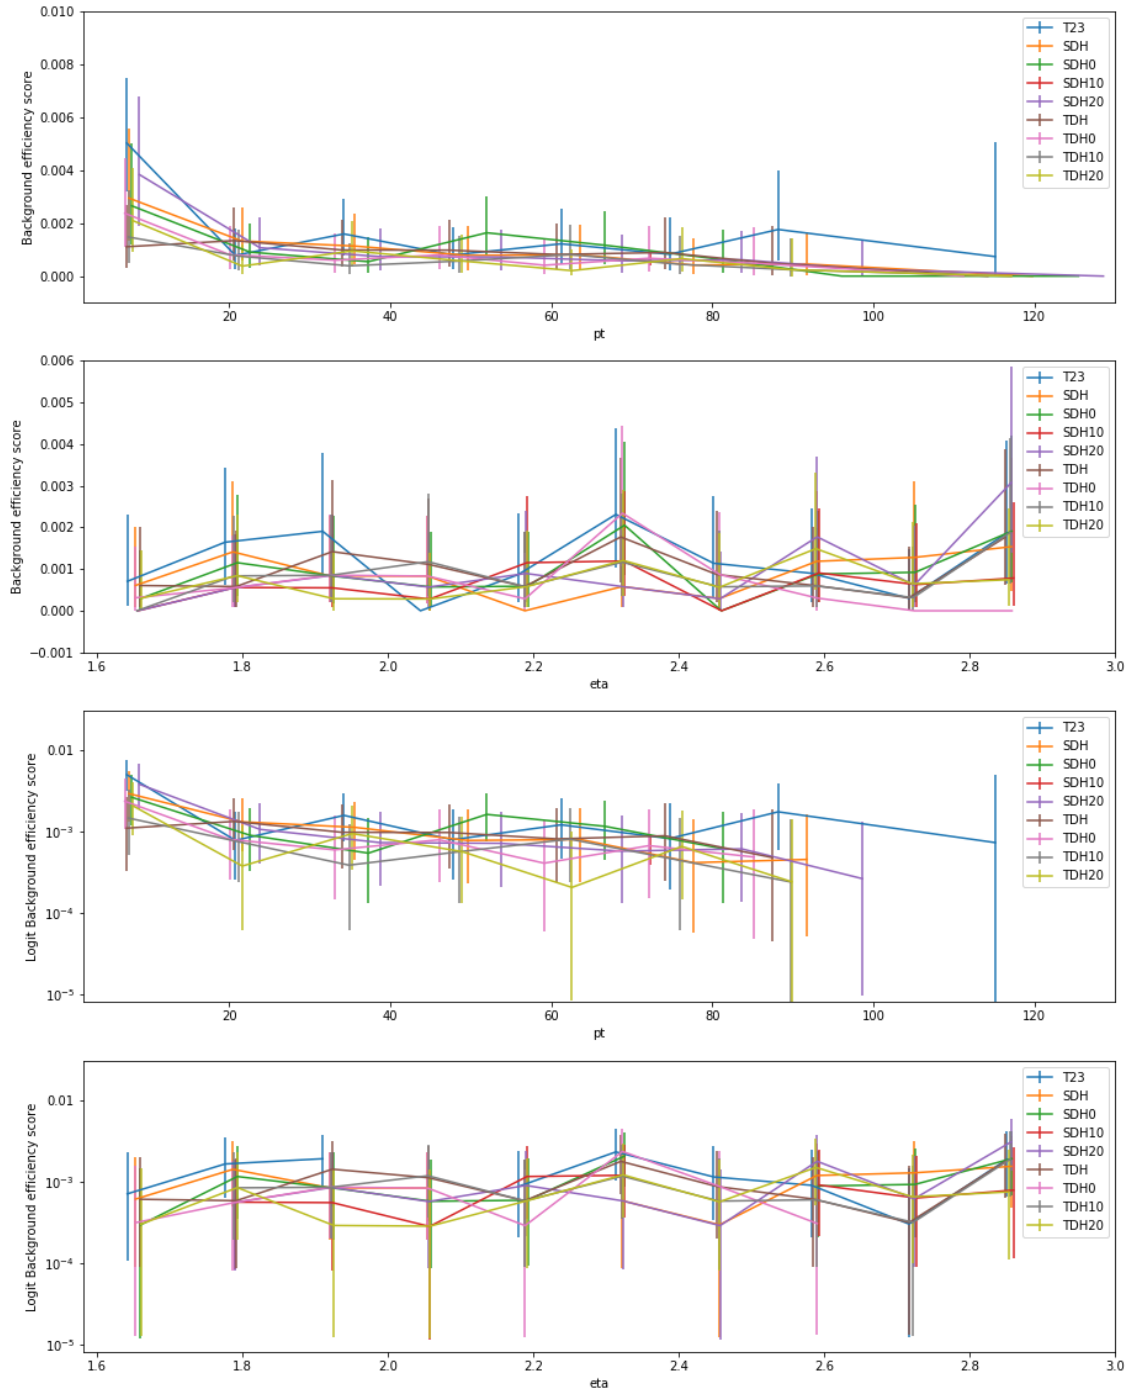 0.010
0.008
0.006
0.004
0.002
0.000
Background efficiency score
20
40
60
80
100
120
pt
T23
SDH
SDH0
SDH10
SDH20
TDH
TDH0
TDH10
TDH20
0.006
0.005
0.004
0.003
0.002
0.001
0.000
−0.001
Background efficiency score
1.6
1.8
2.0
2.2
2.4
2.6
2.8
3.0
eta
T23
SDH
SDH0
SDH10
SDH20
TDH
TDH0
TDH10
TDH20
0.01
10⁻³
10⁻⁴
10⁻⁵
Logit Background efficiency score
20
40
60
80
100
120
pt
T23
SDH
SDH0
SDH10
SDH20
TDH
TDH0
TDH10
TDH20
0.01
10⁻³
10⁻⁴
10⁻⁵
Logit Background efficiency score
1.6
1.8
2.0
2.2
2.4
2.6
2.8
3.0
eta
T23
SDH
SDH0
SDH10
SDH20
TDH
TDH0
TDH10
TDH20